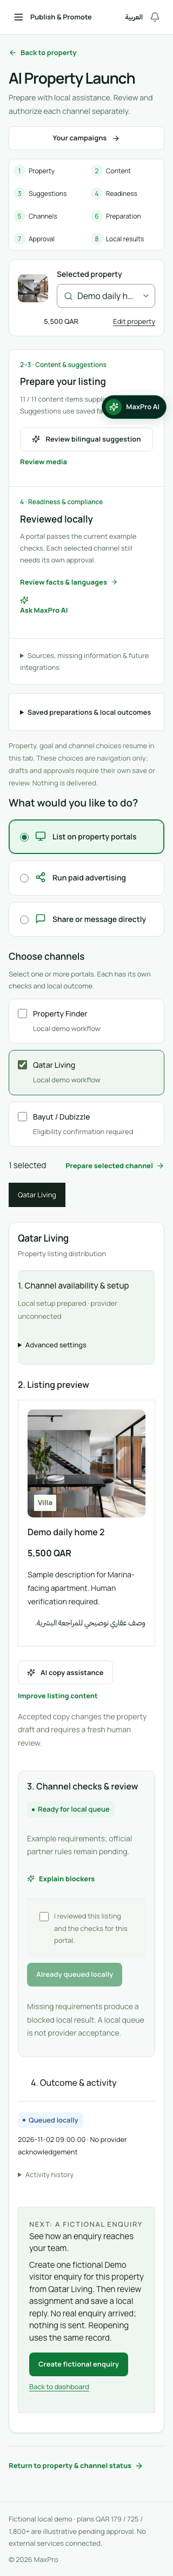 Publish & Promote
العربية
Back to property
AI Property Launch
Prepare with local assistance. Review and
authorize each channel separately.
Your campaigns
1 Property
2 Content
3 Suggestions
4 Readiness
5 Channels
6 Preparation
7 Approval
8 Local results
Selected property
Demo daily h...
5,500 QAR
Edit property
2–3 · Content & suggestions
Prepare your listing
11 / 11 content items
Suggestions use saved
MaxPro AI
Review bilingual suggestion
Review media
4 · Readiness & compliance
Reviewed locally
A portal passes the current example
checks. Each selected channel still
needs its own approval.
Review facts & languages
Ask MaxPro AI
Sources, missing information & future
integrations
Saved preparations & local outcomes
Property, goal and channel choices resume in
this tab. These choices are navigation only;
drafts and approvals require their own save or
review. Nothing is delivered.
What would you like to do?
List on property portals
Run paid advertising
Share or message directly
Choose channels
Select one or more portals. Each has its own
checks and local outcome.
Property Finder
Local demo workflow
Qatar Living
Local demo workflow
Bayut / Dubizzle
Eligibility confirmation required
1 selected
Prepare selected channel
Qatar Living
Qatar Living
Property listing distribution
1. Channel availability & setup
Local setup prepared · provider
unconnected
Advanced settings
2. Listing preview
Villa
Demo daily home 2
5,500 QAR
Sample description for Marina-
facing apartment. Human
verification required.
وصف عقاري توضيحي للمراجعة البشرية.
AI copy assistance
Improve listing content
Accepted copy changes the property
draft and requires a fresh human
review.
3. Channel checks & review
Ready for local queue
Example requirements; official
partner rules remain pending.
Explain blockers
I reviewed this listing
and the checks for this
portal.
Already queued locally
Missing requirements produce a
blocked local result. A local queue
is not provider acceptance.
4. Outcome & activity
Queued locally
2026-11-02 09:00:00 · No provider
acknowledgement
Activity history
NEXT: A FICTIONAL ENQUIRY
See how an enquiry reaches
your team.
Create one fictional Demo
visitor enquiry for this property
from Qatar Living. Then review
assignment and save a local
reply. No real enquiry arrived;
nothing is sent. Reopening
uses the same record.
Create fictional enquiry
Back to dashboard
Return to property & channel status
Fictional local demo · plans QAR 179 / 725 /
1,800+ are illustrative pending approval. No
external services connected.
© 2026 MaxPro